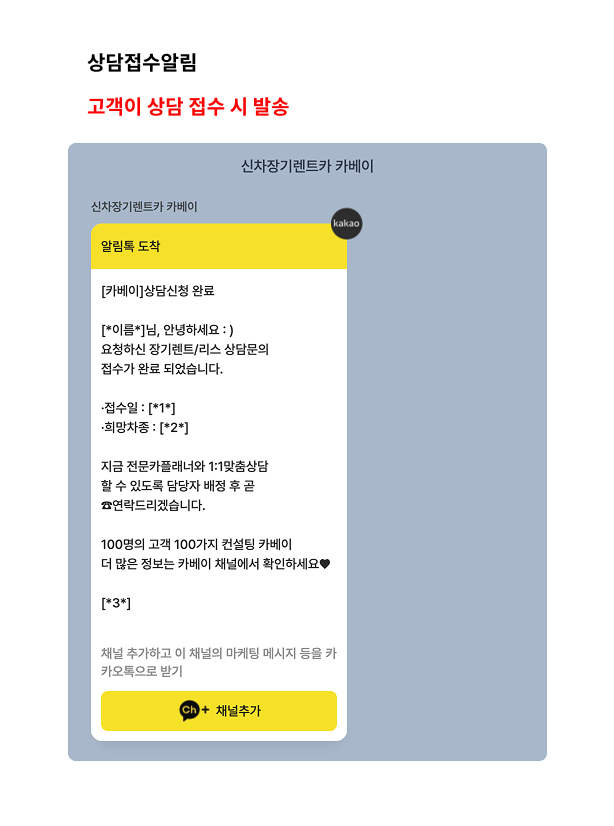 상담접수알림
고객이 상담 접수 시 발송
신차장기렌트카 카베이
신차장기렌트카 카베이
kakao
알림톡 도착
[카베이]상담신청 완료
[*이름*]님, 안녕하세요 : )
요청하신 장기렌트/리스 상담문의
접수가 완료 되었습니다.
·접수일 : [*1*]
·희망차종 : [*2*]
지금 전문카플래너와 1:1맞춤상담
할 수 있도록 담당자 배정 후 곧
☎연락드리겠습니다.
100명의 고객 100가지 컨설팅 카베이
더 많은 정보는 카베이 채널에서 확인하세요♥
[*3*]
채널 추가하고 이 채널의 마케팅 메시지 등을 카
카오톡으로 받기
Ch+ 채널추가